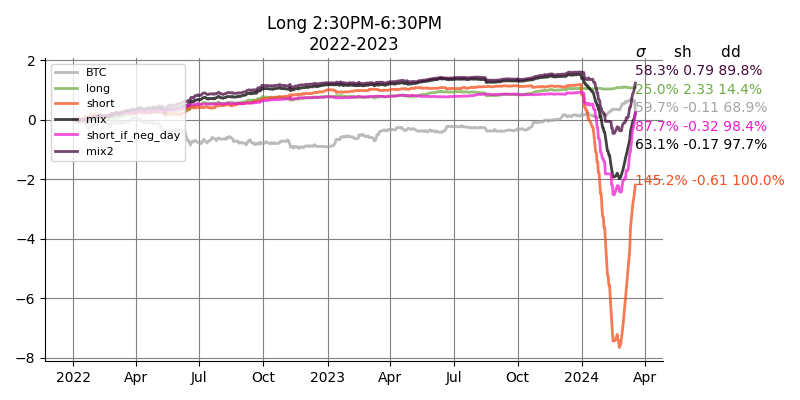 Long 2:30PM-6:30PM
2022-2023
σ sh dd
58.3% 0.79 89.8%
25.0% 2.33 14.4%
59.7% -0.11 68.9%
87.7% -0.32 98.4%
63.1% -0.17 97.7%
145.2% -0.61 100.0%
BTC
long
short
mix
short_if_neg_day
mix2
2
0
−2
−4
−6
−8
2022 Apr Jul Oct 2023 Apr Jul Oct 2024 Apr